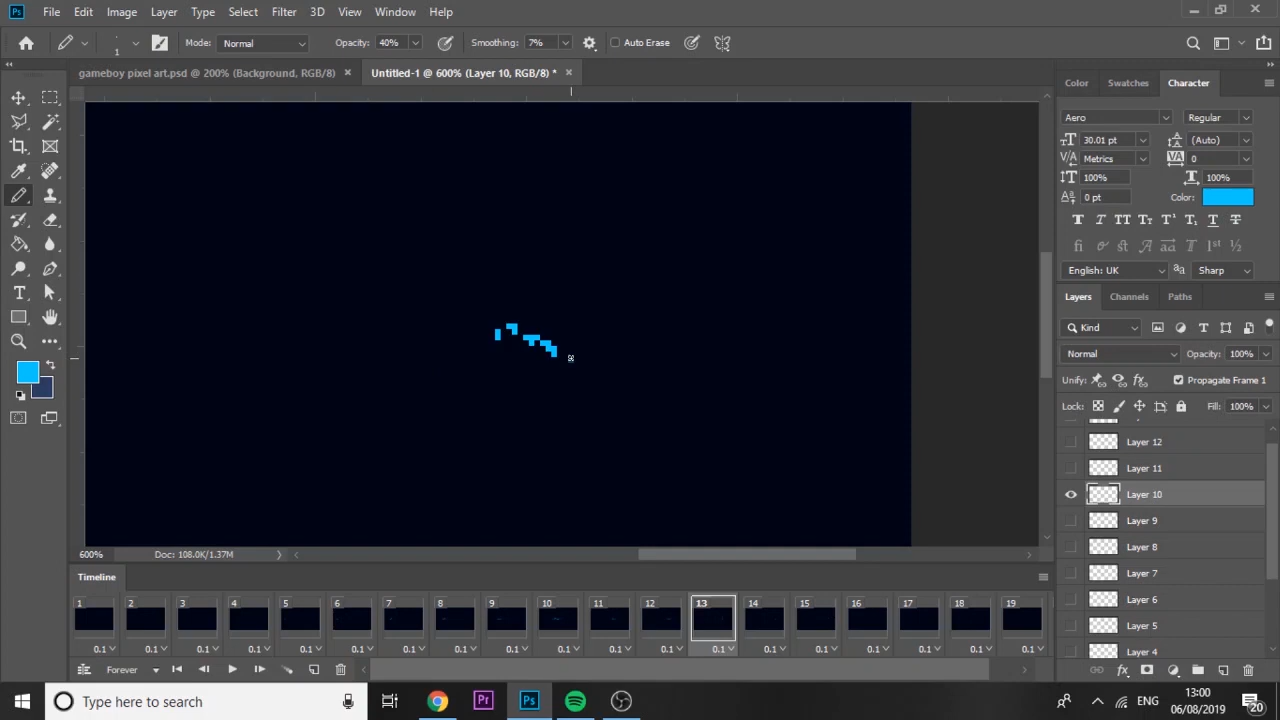 Ps File Edit Image Layer Type Select Filter 3D View Window Help
1 Mode: Normal Opacity: 40% Smoothing: 7% Auto Erase
gameboy pixel art.psd @ 200% (Background, RGB/8) Untitled-1 @ 600% (Layer 10, RGB/8) *
Color Swatches Character
Aero Regular
30.01 pt (Auto)
Metrics 0
100% 100%
0 pt Color:
English: UK Sharp
Layers Channels Paths
Kind
Normal Opacity: 100%
Unify: Propagate Frame 1
Lock: Fill: 100%
Layer 12
Layer 11
Layer 10
Layer 9
Layer 8
Layer 7
Layer 6
Layer 5
Layer 4
600% Doc: 108.0K/1.37M
Timeline
1 2 3 4 5 6 7 8 9 10 11 12 13 14 15 16 17 18 19
0.1 0.1 0.1 0.1 0.1 0.1 0.1 0.1 0.1 0.1 0.1 0.1 0.1 0.1 0.1 0.1 0.1 0.1 0.1
Forever
Type here to search Pr Ps ENG 13:00
06/08/2019 20